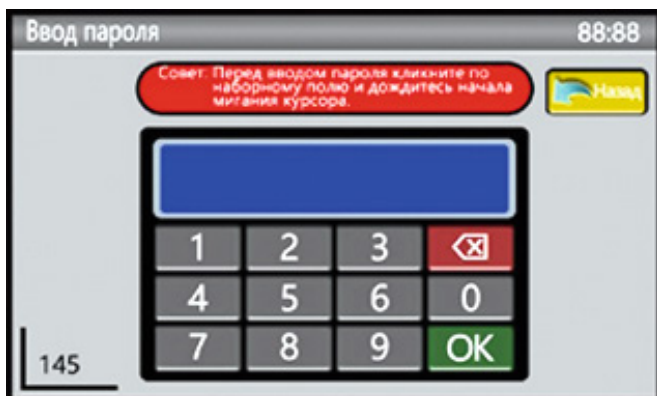 Ввод пароля 88:88
Совет: Перед вводом пароля кликните по
наборному полю и дождитесь начала
мигания курсора.
Назад
1 2 3
4 5 6 0
7 8 9 OK
145